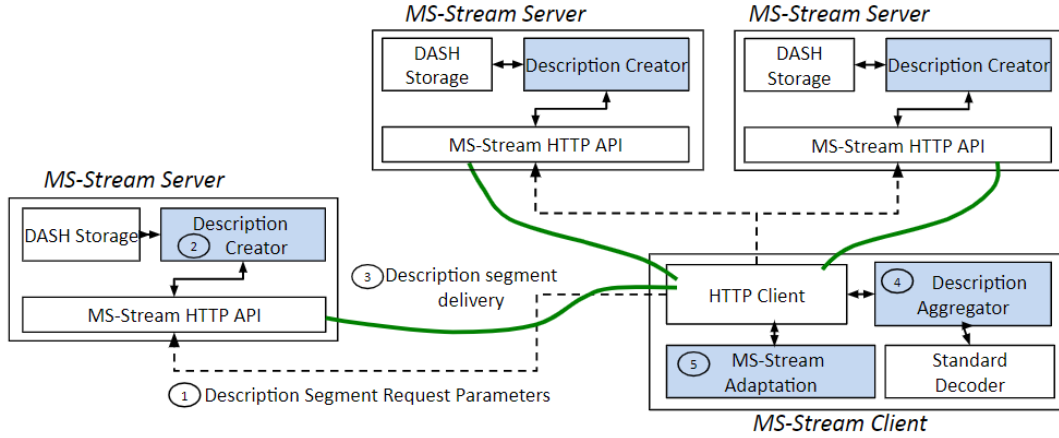 MS-Stream Server
DASH
Storage
Description Creator
MS-Stream HTTP API
MS-Stream Server
DASH
Storage
Description Creator
MS-Stream HTTP API
MS-Stream Server
DASH Storage
Description
2 Creator
MS-Stream HTTP API
3 Description segment
delivery
1 Description Segment Request Parameters
HTTP Client
4 Description
Aggregator
5 MS-Stream
Adaptation
Standard
Decoder
MS-Stream Client